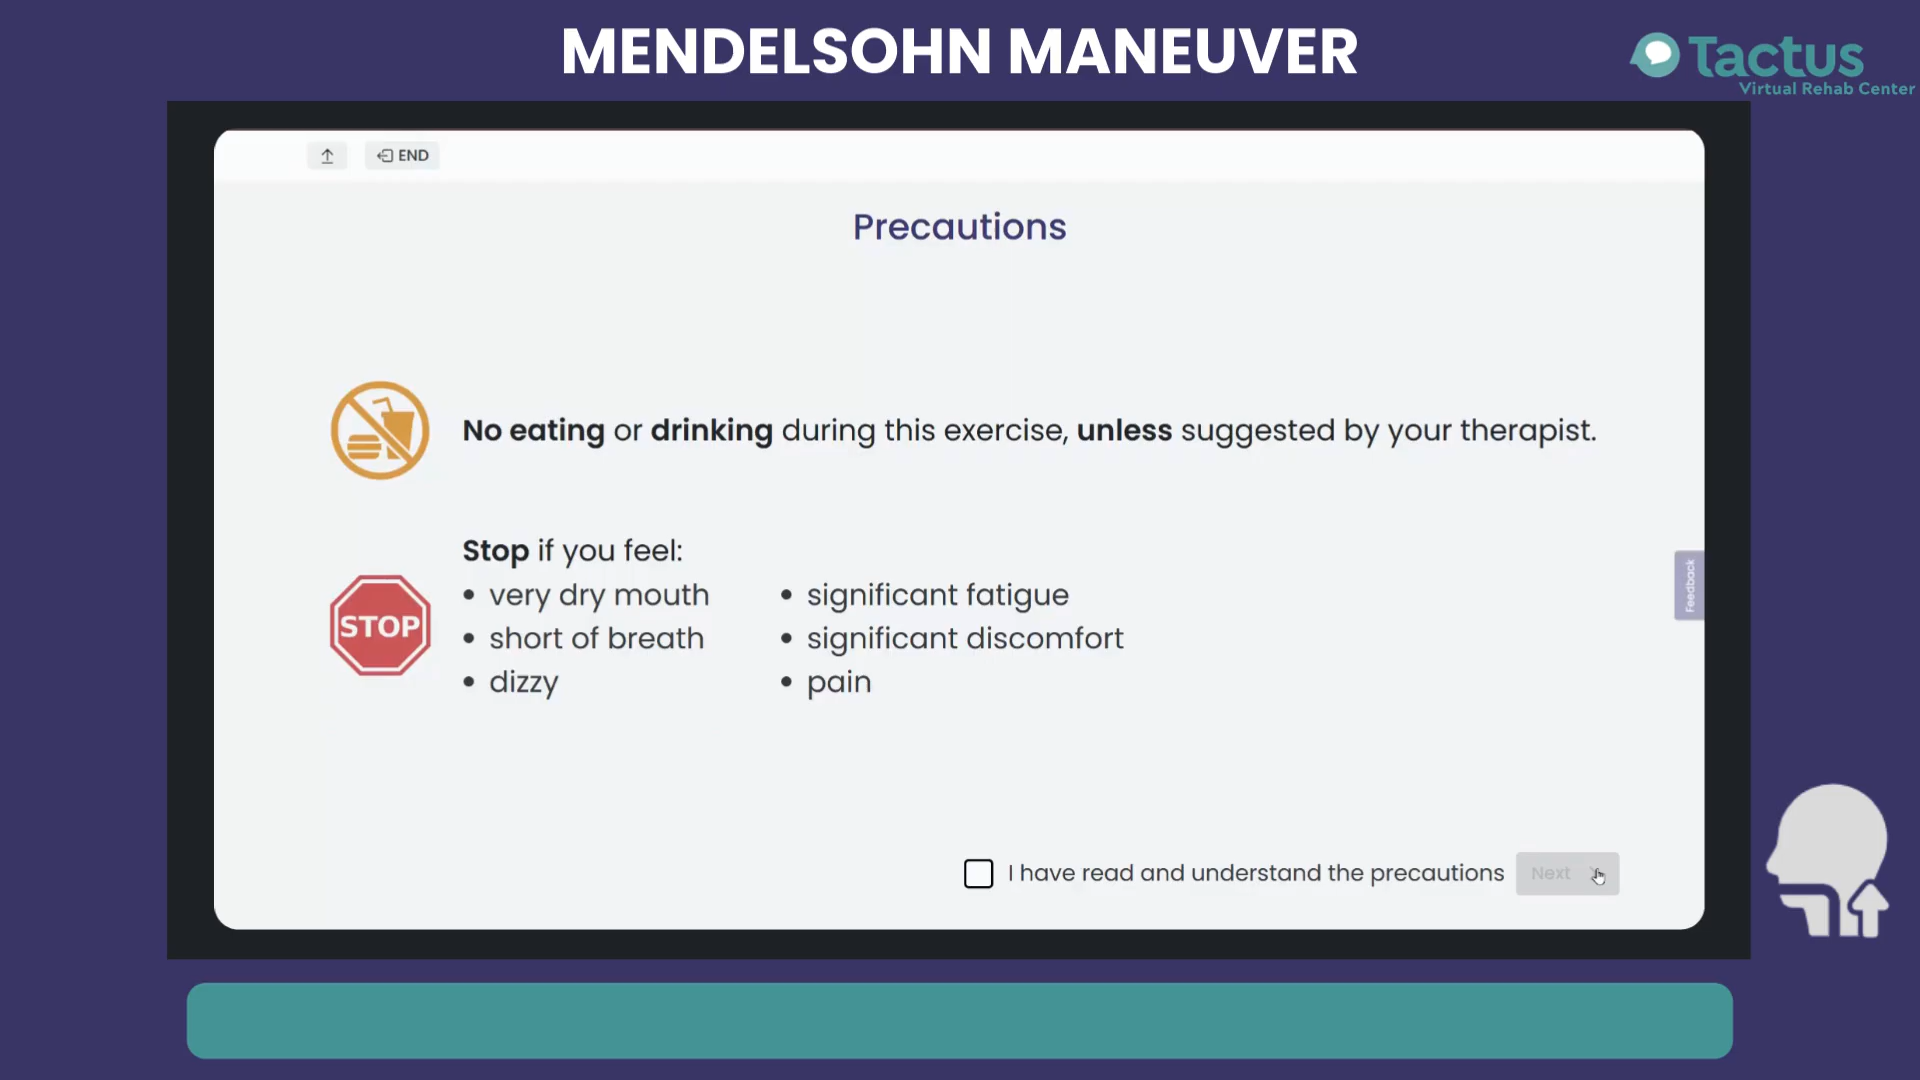 MENDELSOHN MANEUVER
Tactus
Virtual Rehab Center
END
Precautions
No eating or drinking during this exercise, unless suggested by your therapist.
Stop if you feel:
STOP
• very dry mouth
• short of breath
• dizzy
• significant fatigue
• significant discomfort
• pain
Feedback
I have read and understand the precautions
Next